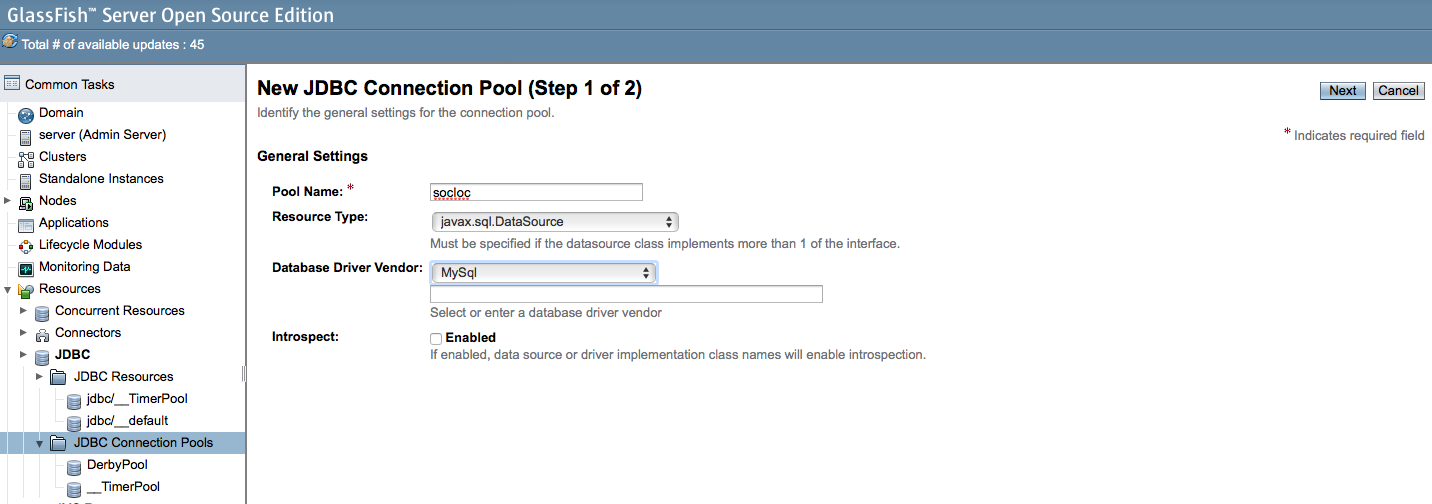 GlassFish™ Server Open Source Edition
Total # of available updates : 45
Common Tasks
Domain
server (Admin Server)
Clusters
Standalone Instances
Nodes
Applications
Lifecycle Modules
Monitoring Data
Resources
Concurrent Resources
Connectors
JDBC
JDBC Resources
jdbc/__TimerPool
jdbc/__default
JDBC Connection Pools
DerbyPool
__TimerPool
New JDBC Connection Pool (Step 1 of 2)
Next Cancel
Identify the general settings for the connection pool.
* Indicates required field
General Settings
Pool Name: * socloc
Resource Type: javax.sql.DataSource
Must be specified if the datasource class implements more than 1 of the interface.
Database Driver Vendor: MySql
Select or enter a database driver vendor
Introspect: Enabled
If enabled, data source or driver implementation class names will enable introspection.